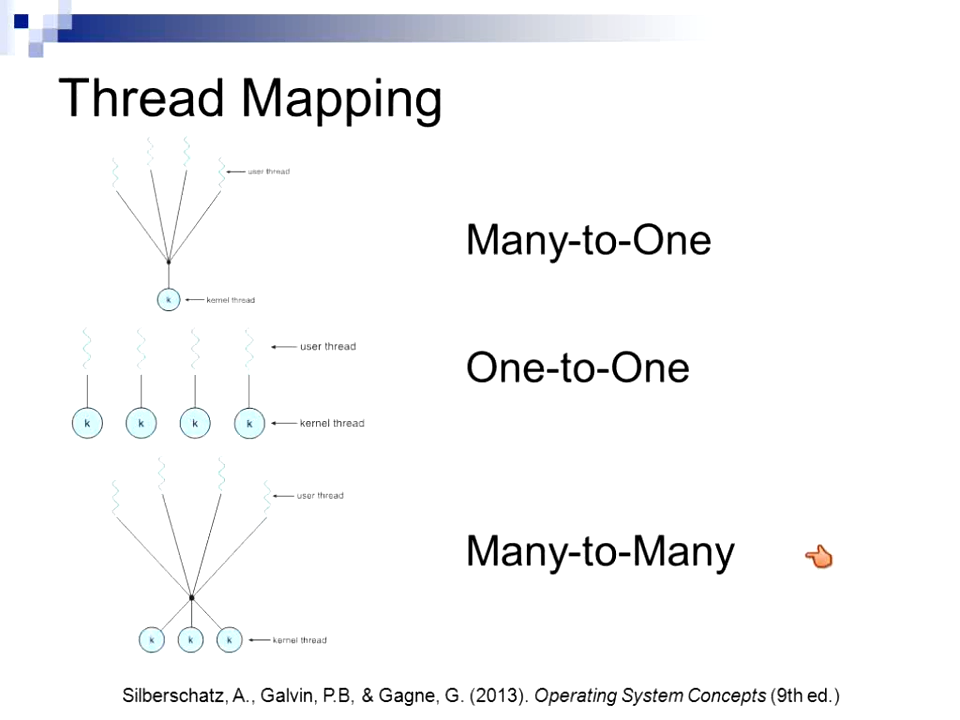 Thread Mapping
user thread
Many-to-One
k
kernel thread
user thread
One-to-One
k k k k
kernel thread
user thread
Many-to-Many
k k k
kernel thread
Silberschatz, A., Galvin, P.B, & Gagne, G. (2013). Operating System Concepts (9th ed.)